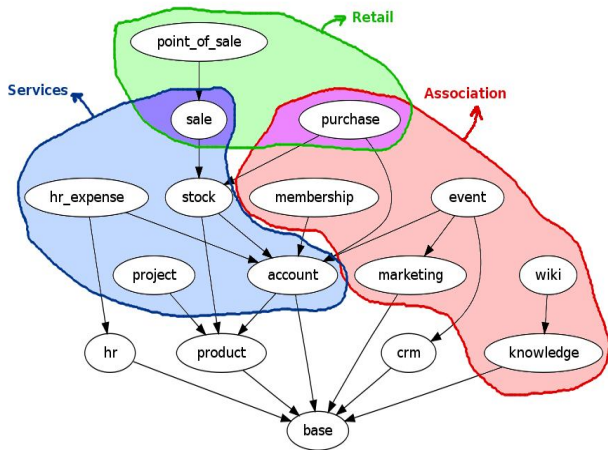 Retail
point_of_sale
Services
Association
sale
purchase
hr_expense
stock
membership
event
project
account
marketing
wiki
hr
product
crm
knowledge
base